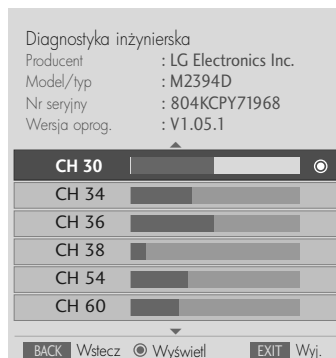 Diagnostyka inżynierska
Producent : LG Electronics Inc.
Model/typ : M2394D
Nr seryjny : 804KCPY71968
Wersja oprog. : V1.05.1
CH 30
CH 34
CH 36
CH 38
CH 54
CH 60
BACK Wstecz Wyświetl EXIT Wyj.